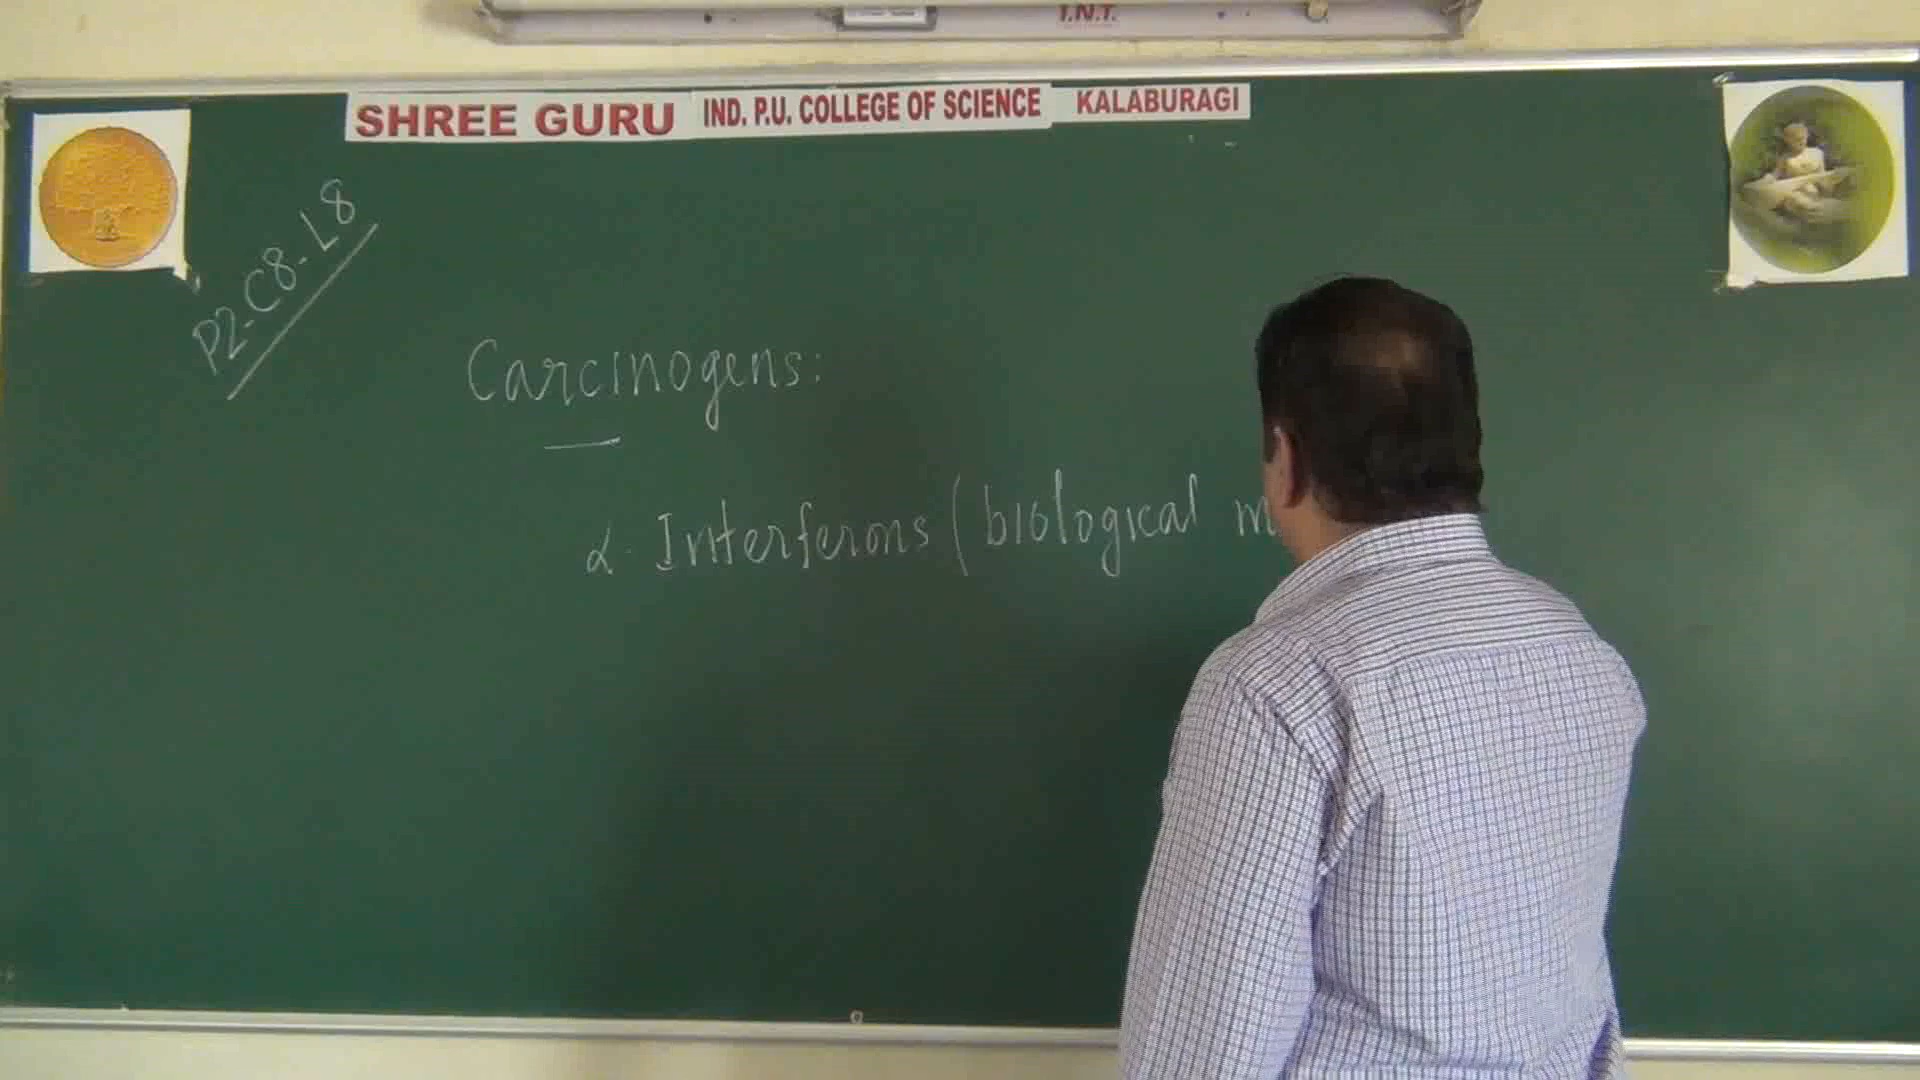 I.N.T.
SHREE GURU IND. P.U. COLLEGE OF SCIENCE KALABURAGI
P2-C8-L8
Carcinogens:
α. Interferons (biological m